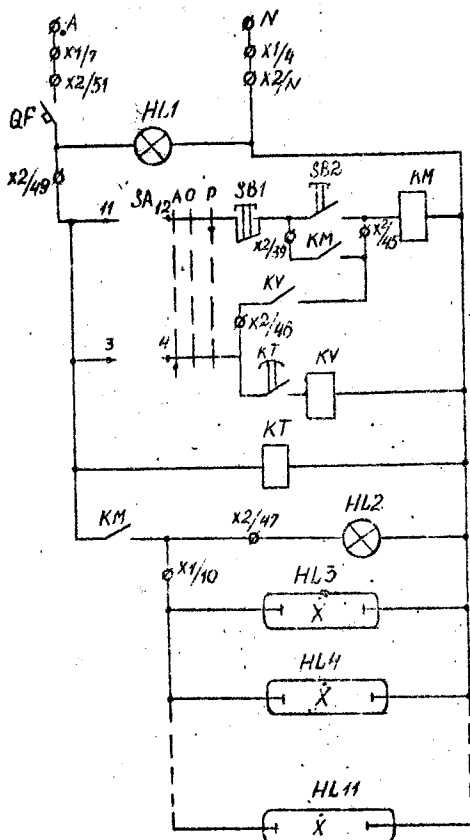 A N
X1/7 X1/4
X2/51 X2/N
QF HL1
X2/49
SB2
11 SA 12 А О Р SB1 KM
X2/39 KM X2/45
KV
X2/46
3 4 KT KV
KT
KM X2/47 HL2
X1/10
HL3
X
HL4
X
HL11
X